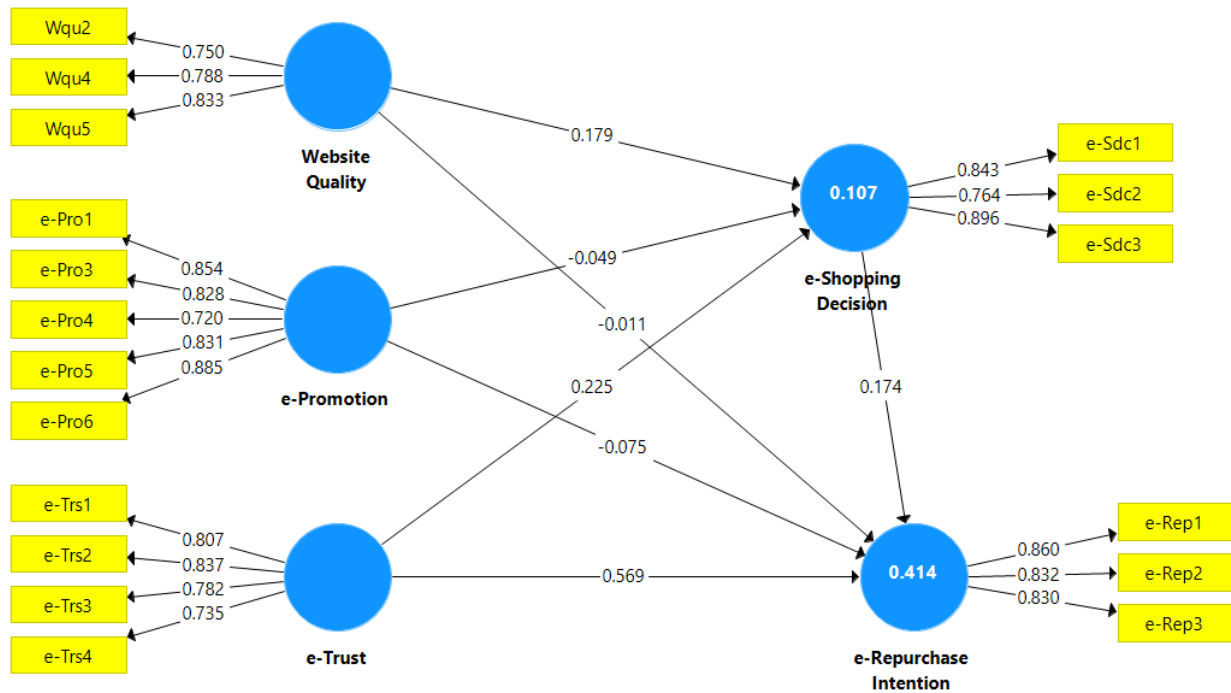 Wqu2
0.750
Wqu4
0.788
Wqu5
0.833
Website
Quality
0.179
e-Sdc1
0.843
e-Sdc2
0.764
e-Sdc3
0.896
0.107
e-Shopping
Decision
e-Pro1
0.854
e-Pro3
0.828
e-Pro4
0.720
e-Pro5
0.831
e-Pro6
0.885
e-Promotion
-0.049
-0.011
0.225
0.174
-0.075
e-Trs1
0.807
e-Trs2
0.837
e-Trs3
0.782
e-Trs4
0.735
e-Trust
0.569
0.414
e-Repurchase
Intention
e-Rep1
0.860
e-Rep2
0.832
e-Rep3
0.830